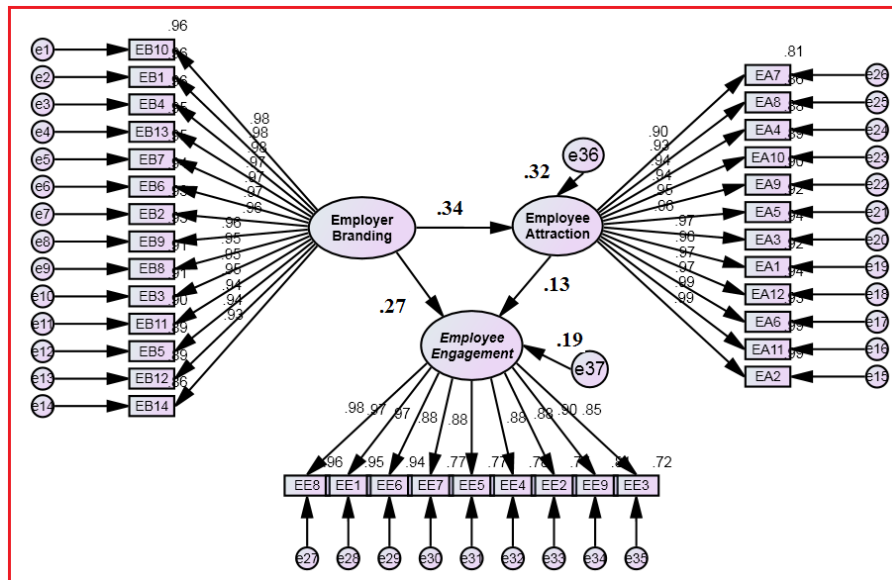 .96
e1 EB10
e2 EB1
e3 EB4
e4 EB13
e5 EB7
e6 EB6
e7 EB2
e8 EB9
e9 EB8
e10 EB3
e11 EB11
e12 EB5
e13 EB12
e14 EB14
.98
.98
.98
.97
.97
.97
.96
.96
.95
.95
.95
.94
.94
.93
Employer
Branding
.34
.27
e36
.32
Employee
Attraction
.13
Employee
Engagement
.19
e37
.90
.93
.94
.94
.95
.96
.97
.96
.97
.97
.99
.99
.81
EA7 e26
EA8 e25
EA4 e24
EA10 e23
EA9 e22
EA5 e21
EA3 e20
EA1 e19
EA12 e18
EA6 e17
EA11 e16
EA2 e15
.98 .97 .97 .88 .88 .88 .88 .90 .85
.96 .95 .94 .77 .77 .78 .72
EE8 EE1 EE6 EE7 EE5 EE4 EE2 EE9 EE3
e27 e28 e29 e30 e31 e32 e33 e34 e35